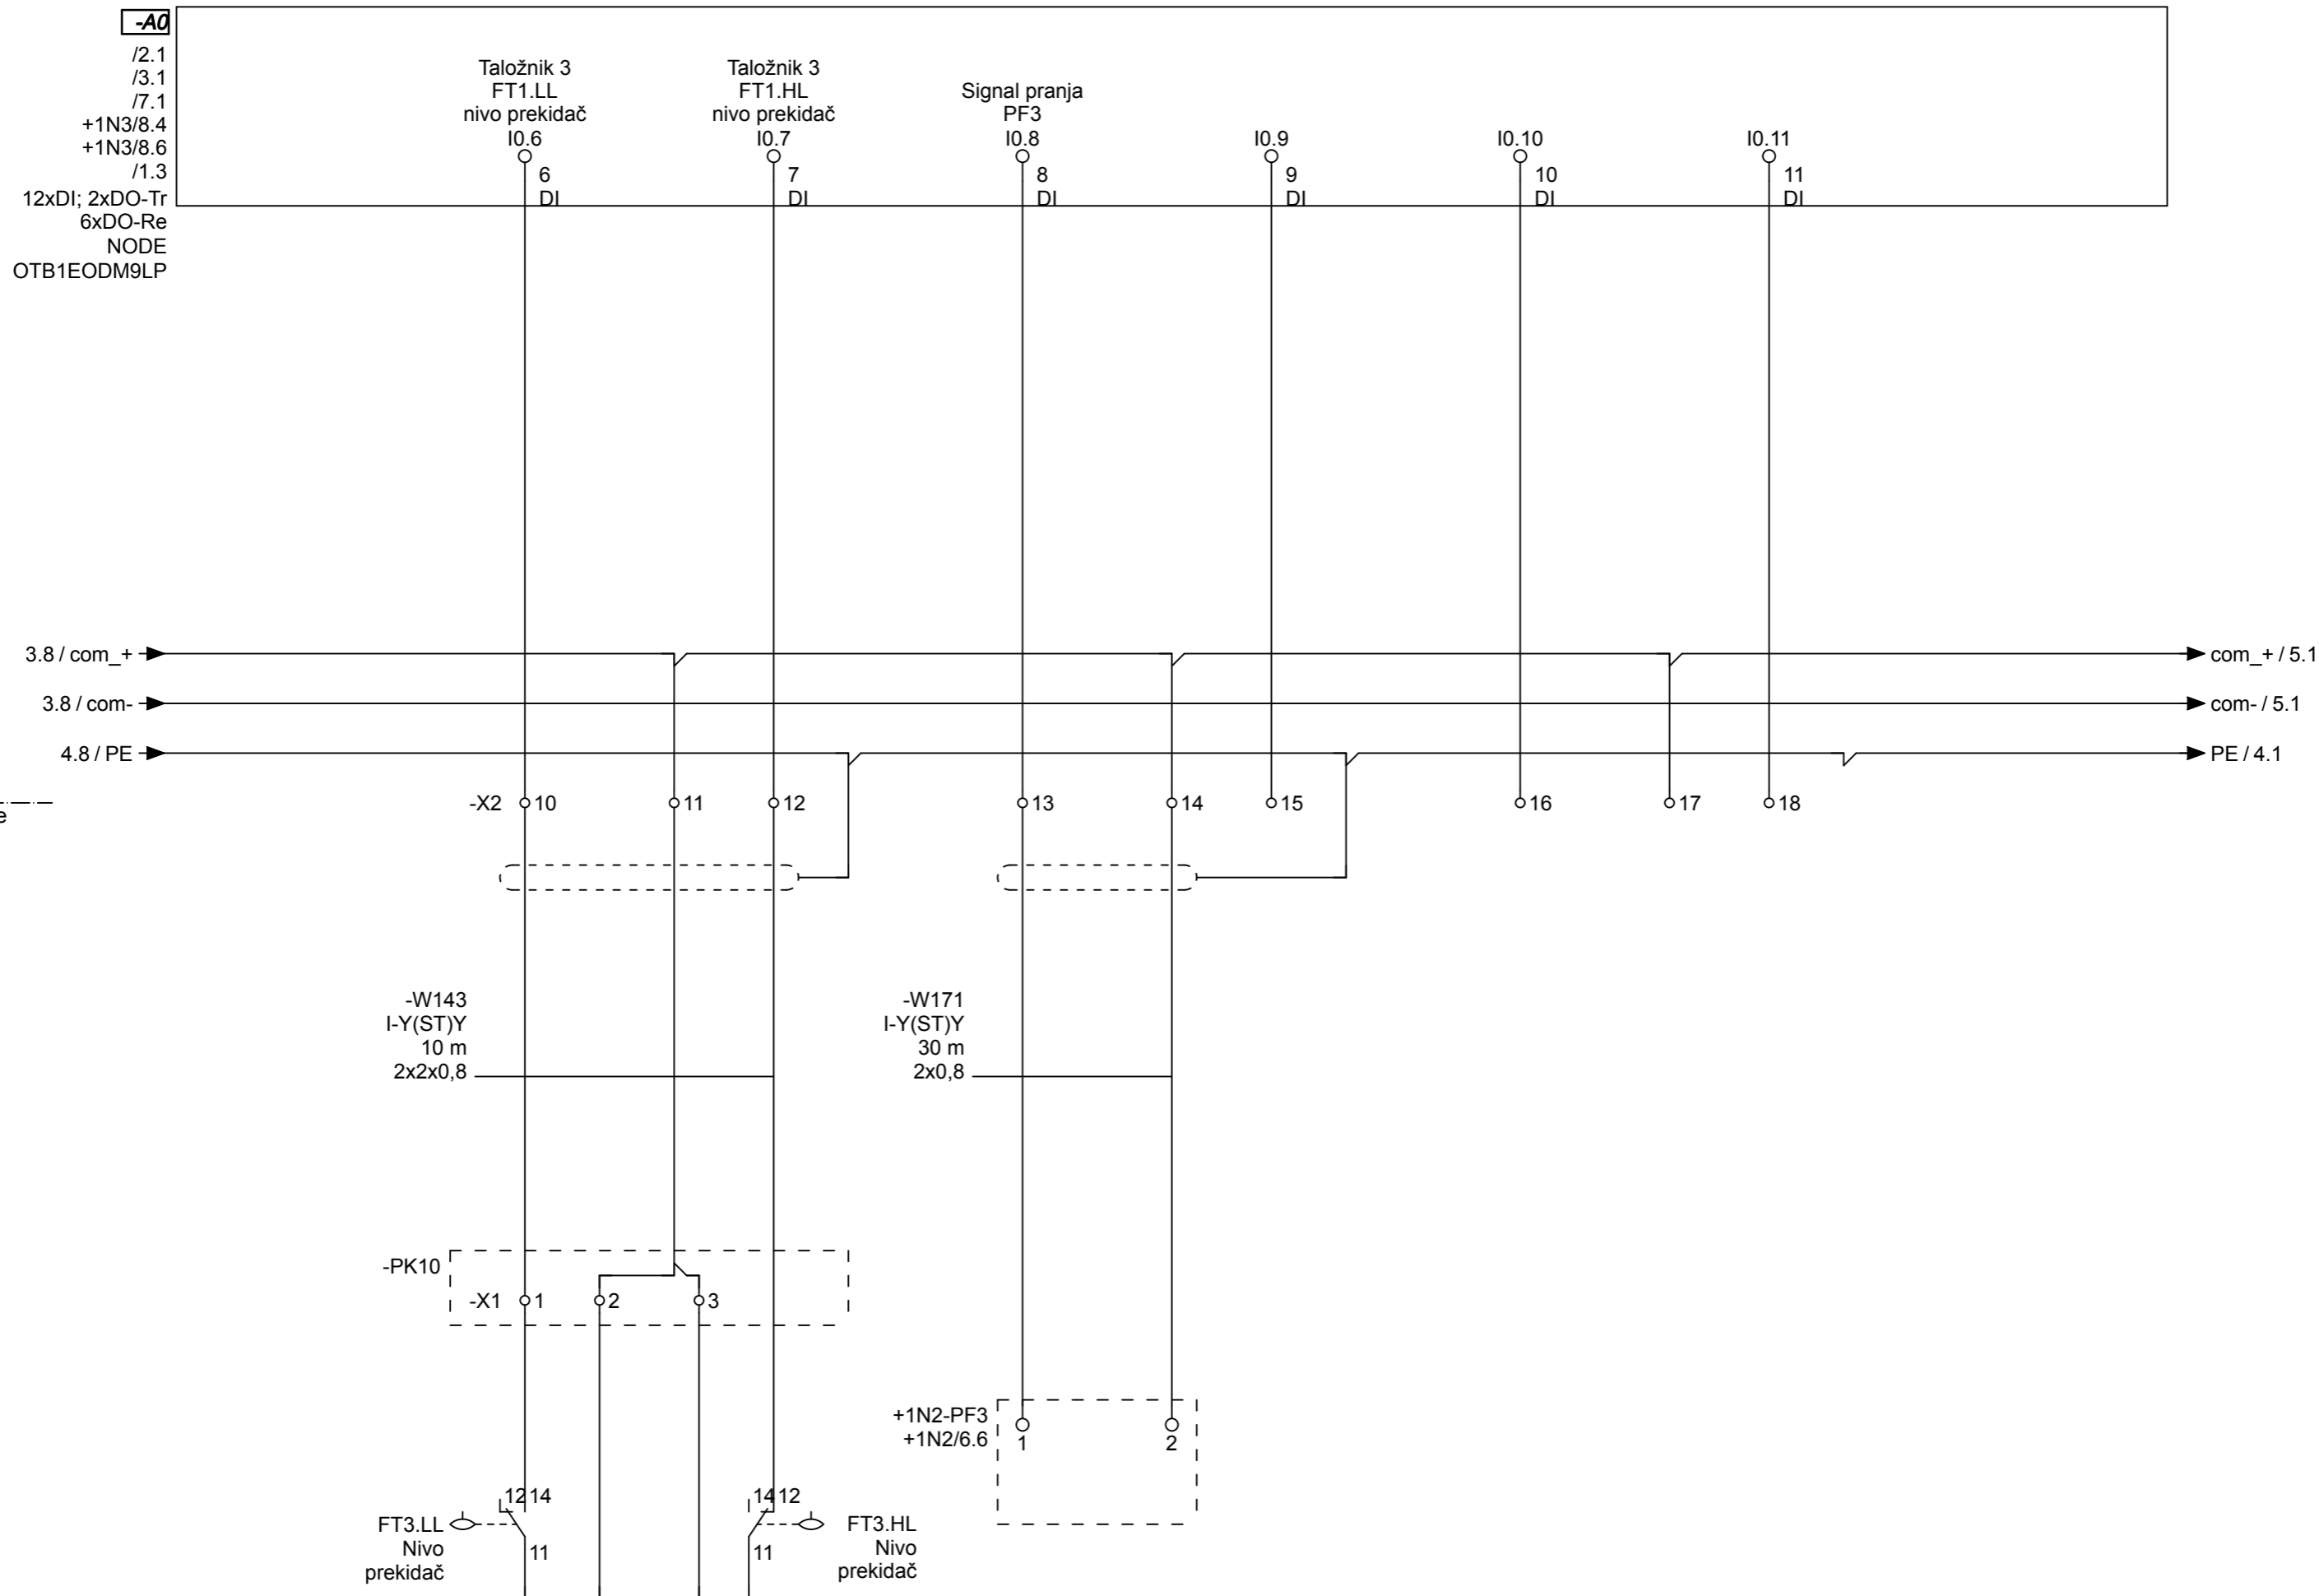 -A0
/2.1
/3.1
/7.1
+1N3/8.4
+1N3/8.6
/1.3
12xDI; 2xDO-Tr
6xDO-Re
NODE
OTB1EODM9LP
Taložnik 3
FT1.LL
nivo prekidač
I0.6
6
DI
Taložnik 3
FT1.HL
nivo prekidač
I0.7
7
DI
Signal pranja
PF3
I0.8
8
DI
I0.9
9
DI
I0.10
10
DI
I0.11
11
DI
3.8 / com_+
com_+ / 5.1
3.8 / com-
com- / 5.1
4.8 / PE
PE / 4.1
e
-X2 10 11 12 13 14 15 16 17 18
-W143
I-Y(ST)Y
10 m
2x2x0,8
-W171
I-Y(ST)Y
30 m
2x0,8
-PK10
-X1 1 2 3
+1N2-PF3
+1N2/6.6
1 2
12 14
FT3.LL
Nivo
prekidač
11
14 12
FT3.HL
Nivo
prekidač
11